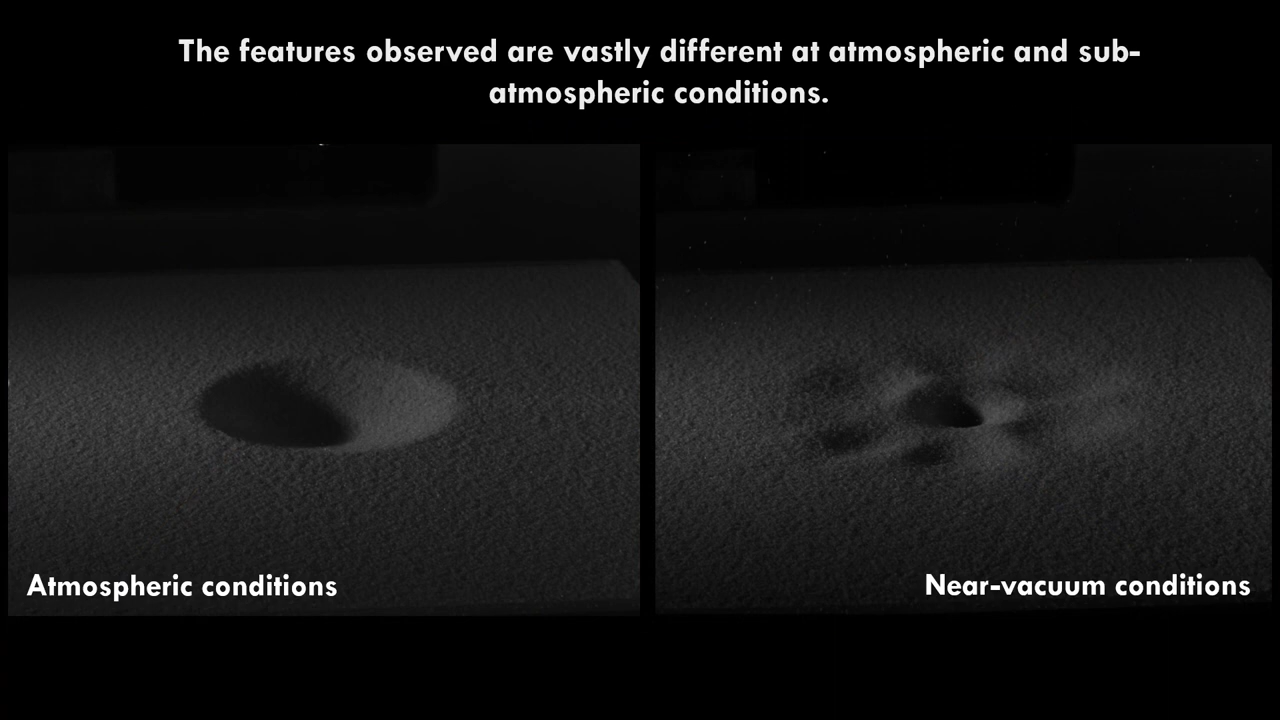 The features observed are vastly different at atmospheric and sub-
atmospheric conditions.
Atmospheric conditions
Near-vacuum conditions